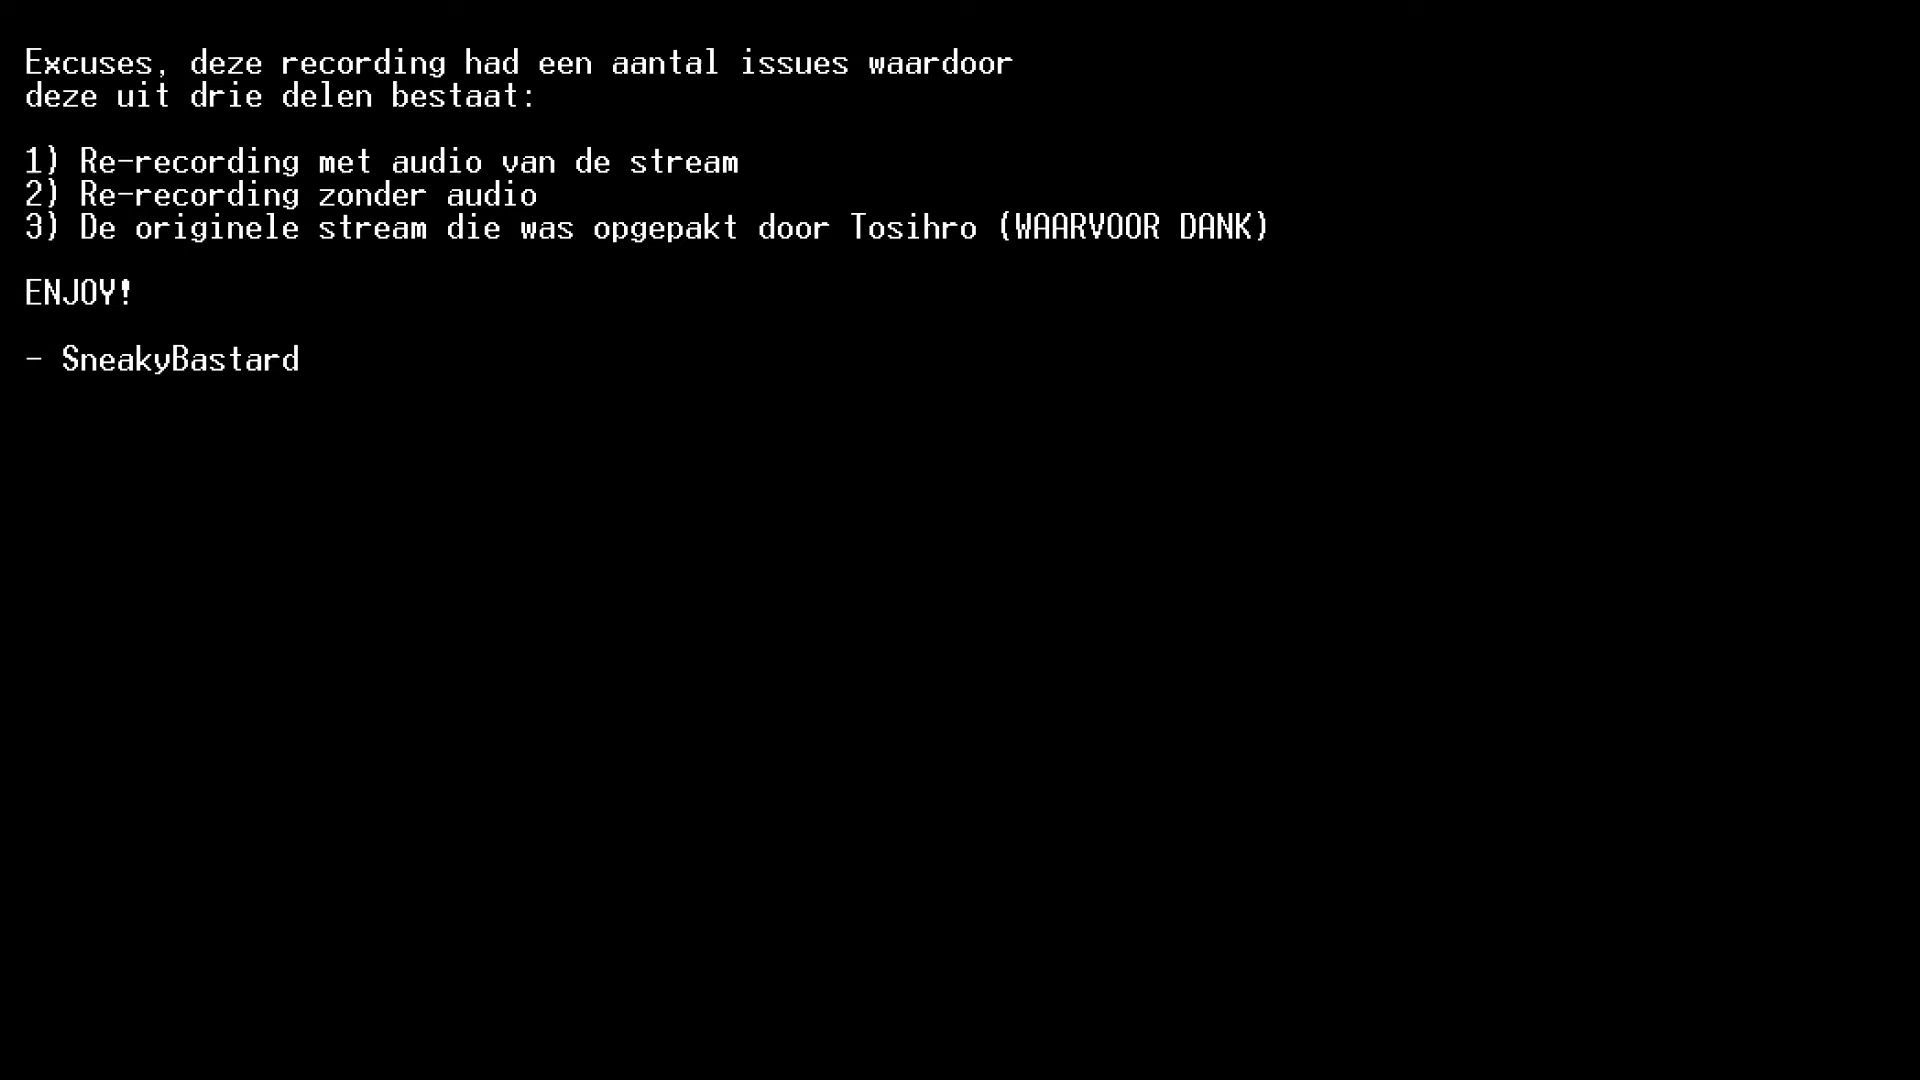 Excuses, deze recording had een aantal issues waardoor
deze uit drie delen bestaat:
1) Re-recording met audio van de stream
2) Re-recording zonder audio
3) De originele stream die was opgepakt door Tosihro (WAARVOOR DANK)
ENJOY!
- SneakyBastard